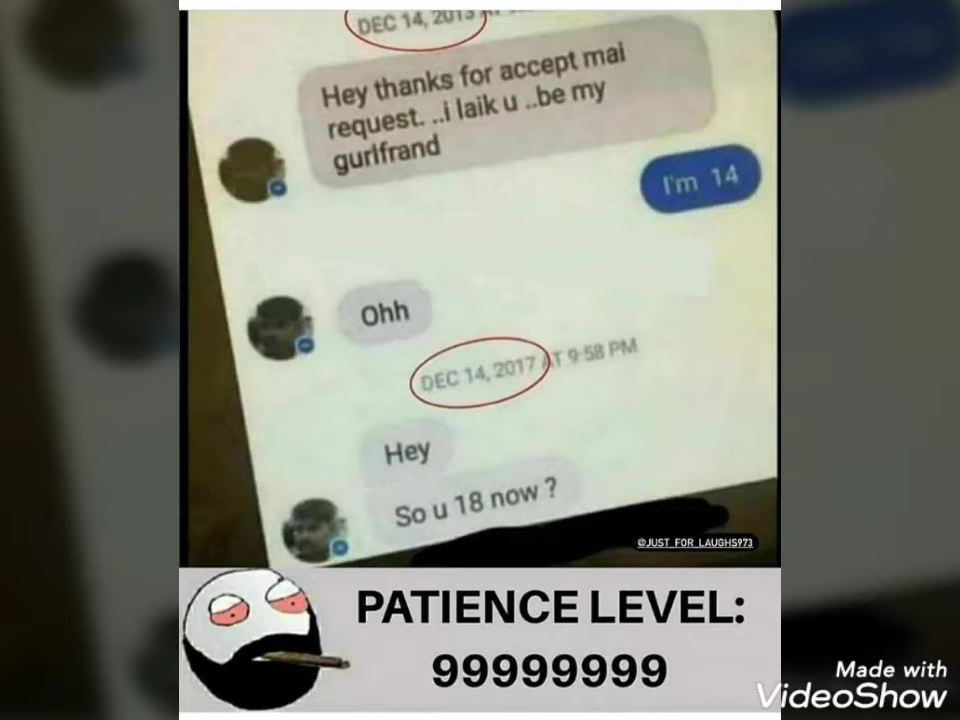 DEC 14, 2013 AT
Hey thanks for accept mai
request. ..i laik u ..be my
gurlfrand
I'm 14
Ohh
DEC 14, 2017 AT 9:58 PM
Hey
So u 18 now ?
@JUST_FOR_LAUGHS973
PATIENCE LEVEL:
99999999
Made with
VideoShow